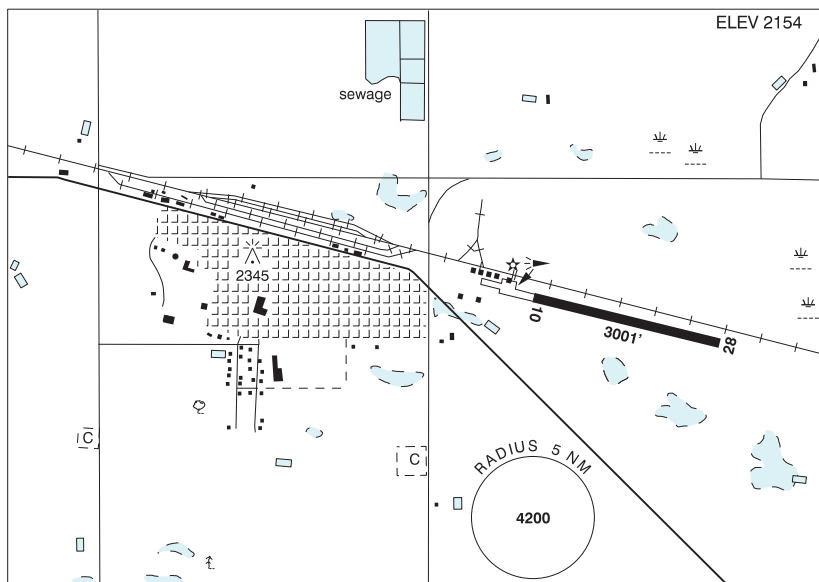 ELEV 2154
sewage
2345
10
3001'
28
C
C
RADIUS 5 NM
4200